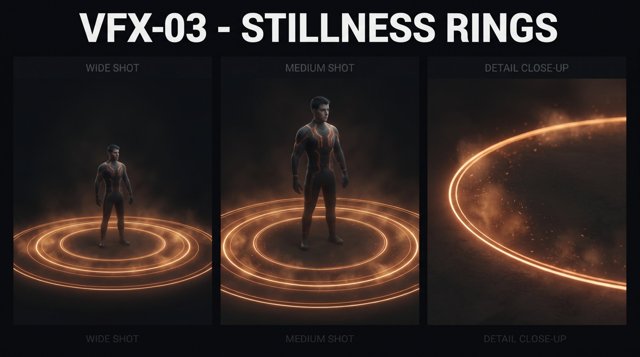 VFX-03 - STILLNESS RINGS
WIDE SHOT
MEDIUM SHOT
DETAIL CLOSE-UP
WIDE SHOT
MEDIUM SHOT
DETAIL CLOSE-UP